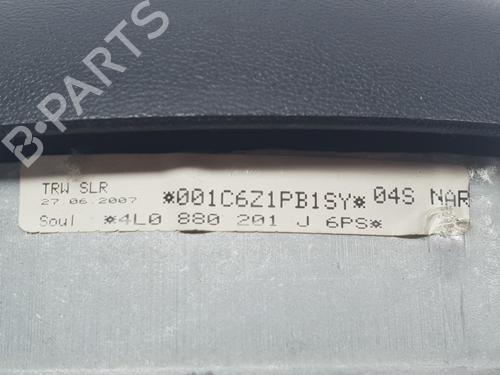 B-PARTS
TRW SLR
27.06.2007 *001C6Z1PB1SY* 04S NAR
Soul *4L0 880 201 J 6PS*